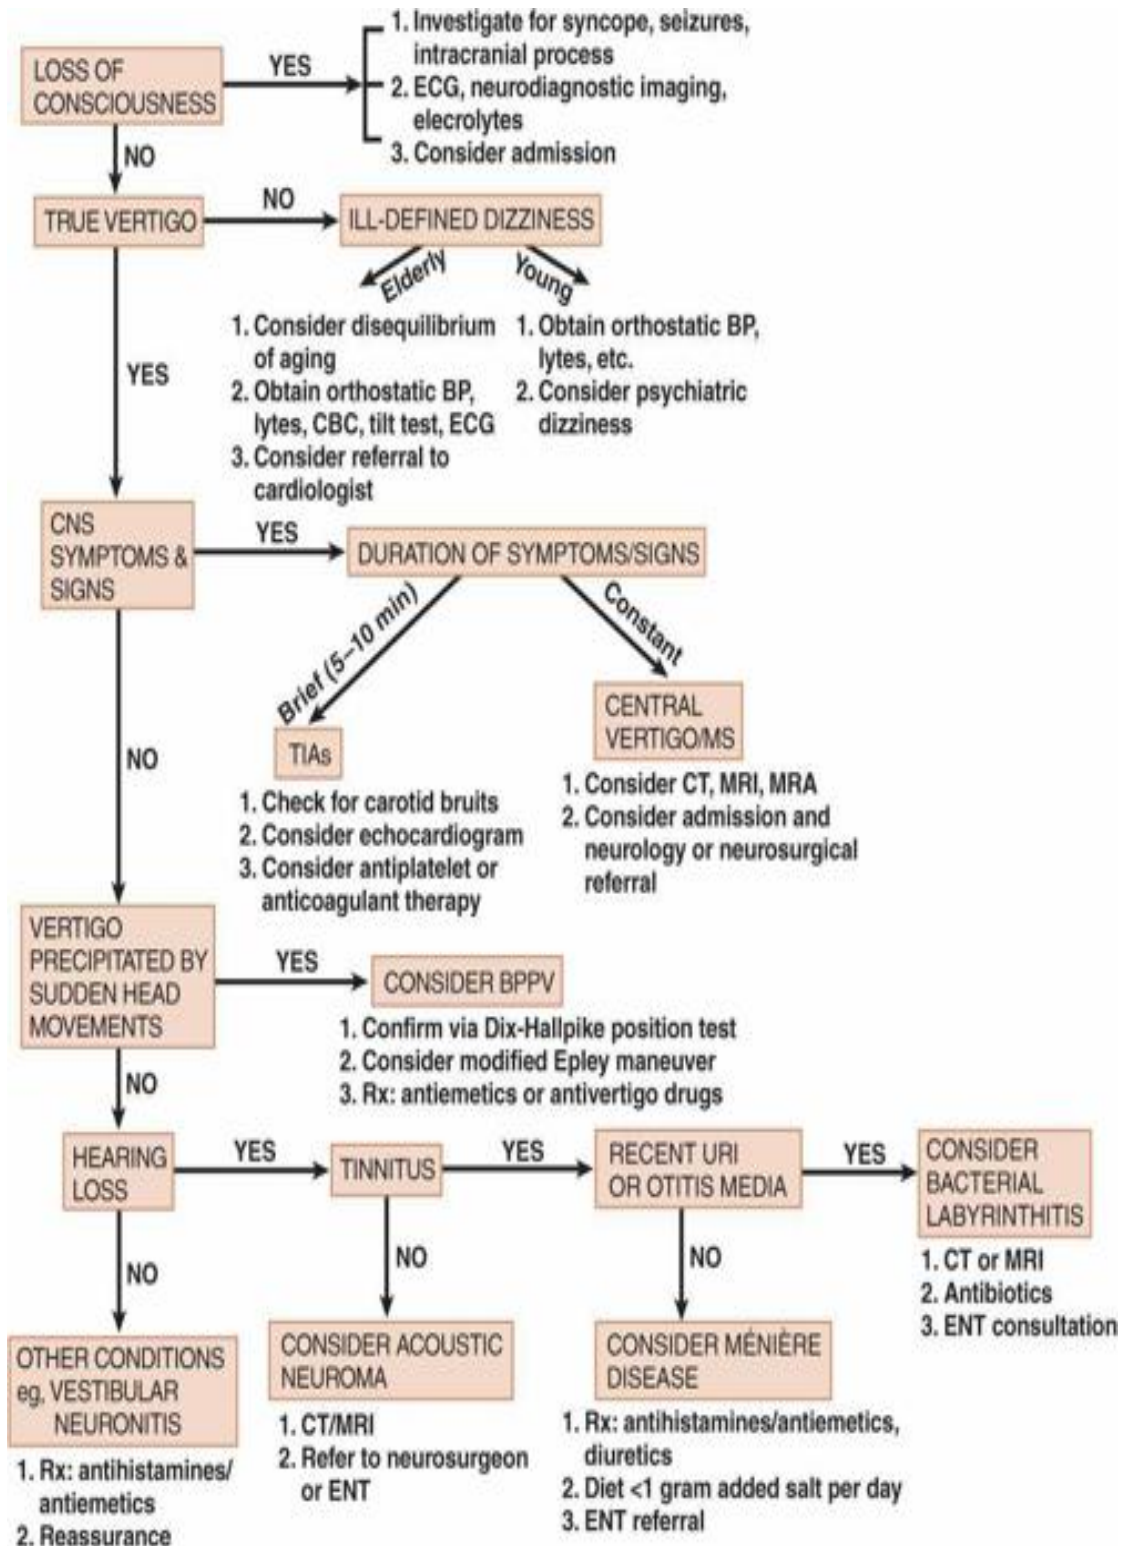 LOSS OF
CONSCIOUSNESS
YES
1. Investigate for syncope, seizures,
intracranial process
2. ECG, neurodiagnostic imaging,
elecrolytes
3. Consider admission
NO
TRUE VERTIGO
NO
ILL-DEFINED DIZZINESS
Elderly
Young
1. Consider disequilibrium
of aging
2. Obtain orthostatic BP,
lytes, CBC, tilt test, ECG
3. Consider referral to
cardiologist
1. Obtain orthostatic BP,
lytes, etc.
2. Consider psychiatric
dizziness
YES
CNS
SYMPTOMS &
SIGNS
YES
DURATION OF SYMPTOMS/SIGNS
Brief (5–10 min)
Constant
TIAs
1. Check for carotid bruits
2. Consider echocardiogram
3. Consider antiplatelet or
anticoagulant therapy
CENTRAL
VERTIGO/MS
1. Consider CT, MRI, MRA
2. Consider admission and
neurology or neurosurgical
referral
NO
VERTIGO
PRECIPITATED BY
SUDDEN HEAD
MOVEMENTS
YES
CONSIDER BPPV
1. Confirm via Dix-Hallpike position test
2. Consider modified Epley maneuver
3. Rx: antiemetics or antivertigo drugs
NO
HEARING
LOSS
YES
TINNITUS
YES
RECENT URI
OR OTITIS MEDIA
YES
CONSIDER
BACTERIAL
LABYRINTHITIS
1. CT or MRI
2. Antibiotics
3. ENT consultation
NO
NO
NO
OTHER CONDITIONS
eg, VESTIBULAR
NEURONITIS
1. Rx: antihistamines/
antiemetics
2. Reassurance
CONSIDER ACOUSTIC
NEUROMA
1. CT/MRI
2. Refer to neurosurgeon
or ENT
CONSIDER MÉNIÈRE
DISEASE
1. Rx: antihistamines/antiemetics,
diuretics
2. Diet <1 gram added salt per day
3. ENT referral